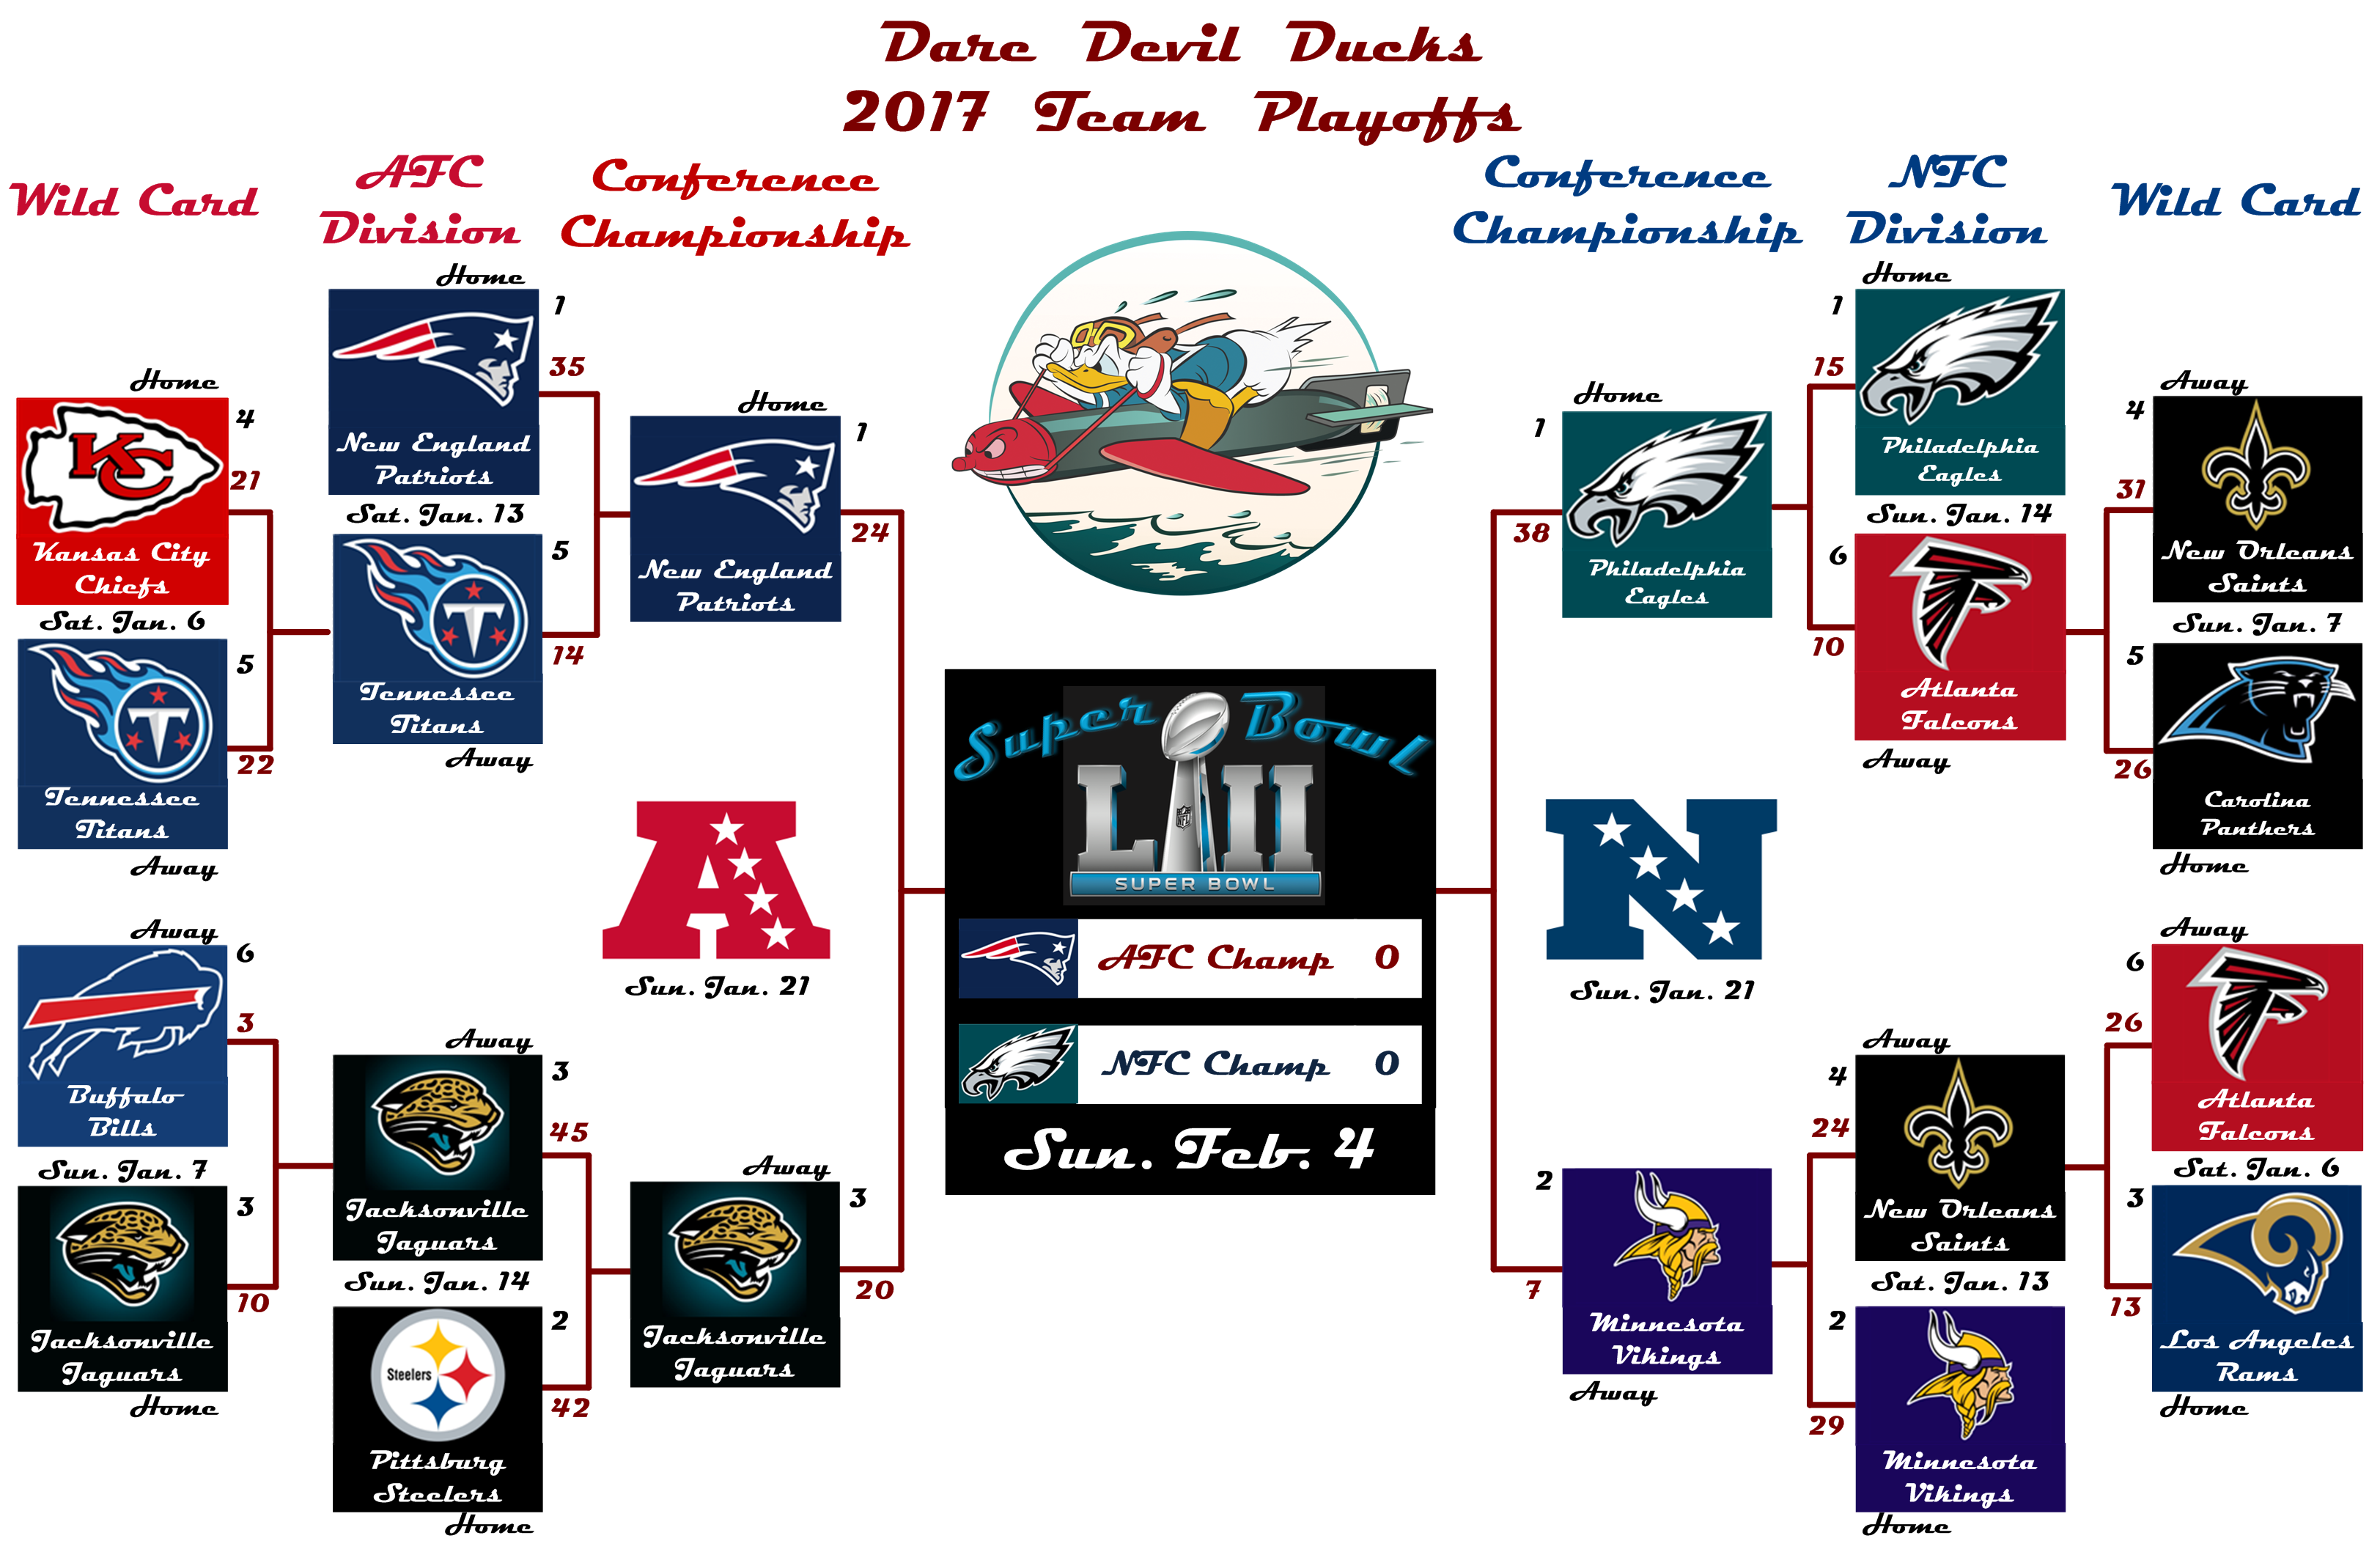 Dare Devil Ducks
2017 Team Playoffs
Wild Card
AFC
Division
Conference
Championship
Conference
Championship
NFC
Division
Wild Card
Home
4
21
KC
Kansas City
Chiefs
Sat. Jan. 6
5
22
T
Tennessee
Titans
Away
Away
6
3
Buffalo
Bills
Sun. Jan. 7
3
10
Jacksonville
Jaguars
Home
Home
1
35
New England
Patriots
Sat. Jan. 13
5
14
T
Tennessee
Titans
Away
Away
3
45
Jacksonville
Jaguars
Sun. Jan. 14
2
42
Steelers
Pittsburg
Steelers
Home
Home
1
24
New England
Patriots
A
Sun. Jan. 21
Away
3
20
Jacksonville
Jaguars
Super Bowl
LII
NFL
SUPER BOWL
AFC Champ 0
NFC Champ 0
Sun. Feb. 4
Home
1
38
Philadelphia
Eagles
N
Sun. Jan. 21
2
7
Minnesota
Vikings
Away
Home
1
15
Philadelphia
Eagles
Sun. Jan. 14
6
10
Atlanta
Falcons
Away
Away
4
24
New Orleans
Saints
Sat. Jan. 13
2
29
Minnesota
Vikings
Home
Away
4
31
New Orleans
Saints
Sun. Jan. 7
5
26
Carolina
Panthers
Home
Away
6
26
Atlanta
Falcons
Sat. Jan. 6
3
13
Los Angeles
Rams
Home